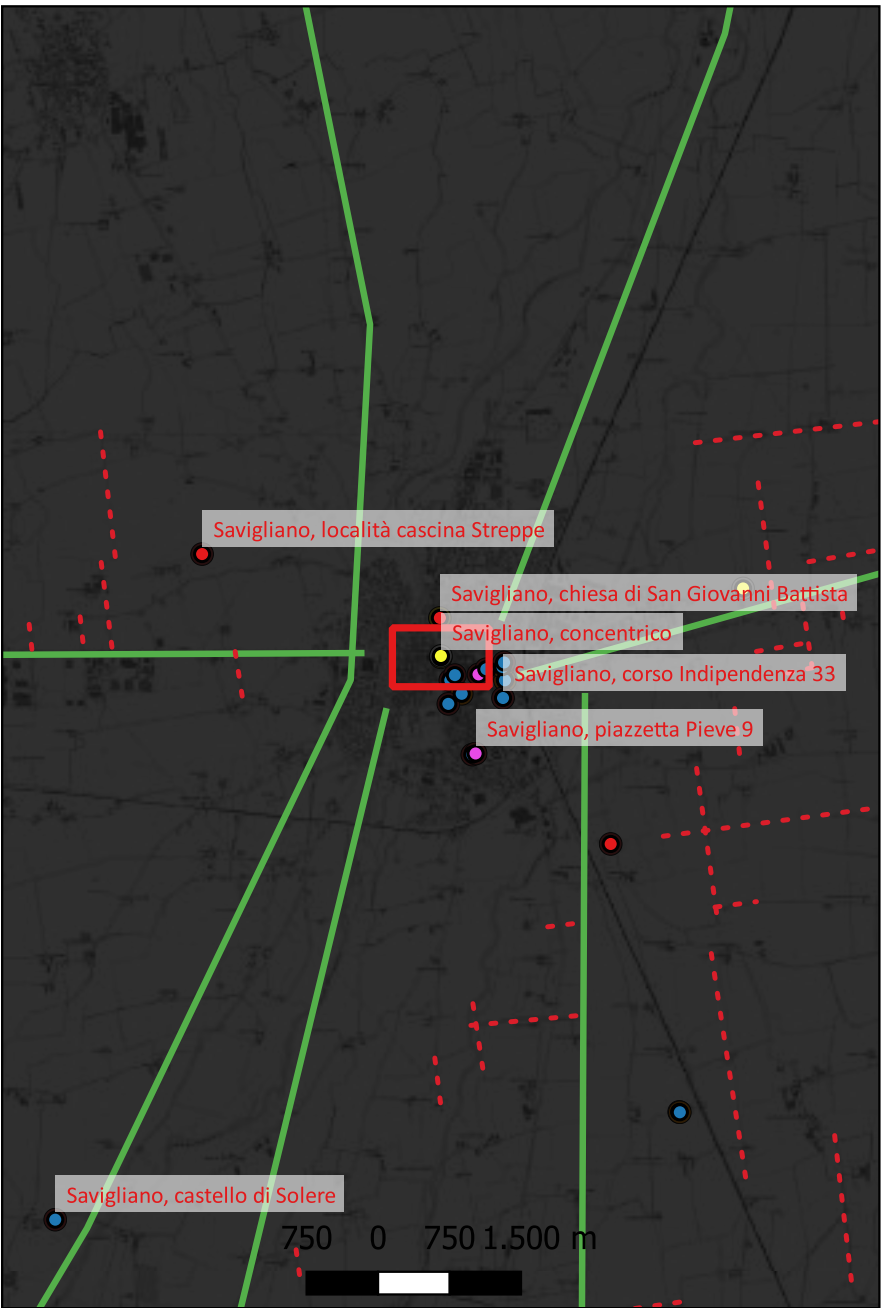 Savigliano, località cascina Streppe
Savigliano, chiesa di San Giovanni Battista
Savigliano, concentrico
Savigliano, corso Indipendenza 33
Savigliano, piazzetta Pieve 9
Savigliano, castello di Solere
750 0 750 1.500 m